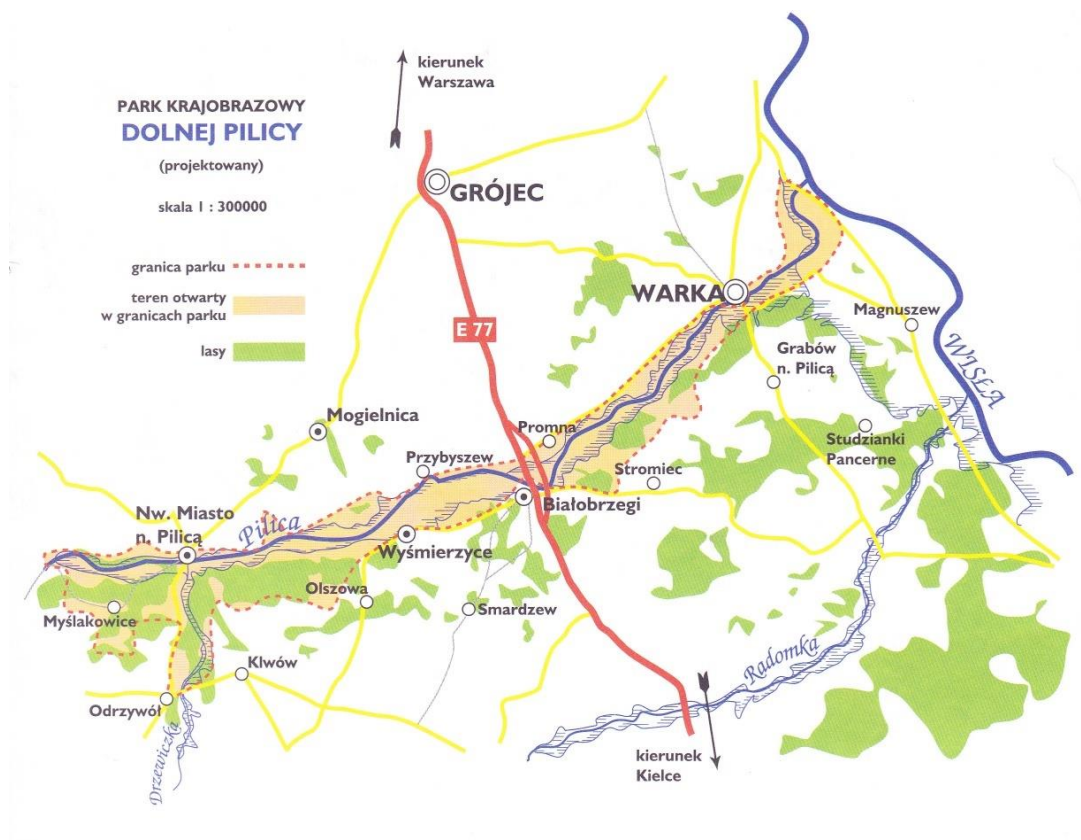 PARK KRAJOBRAZOWY
DOLNEJ PILICY
(projektowany)
skala 1 : 300000
granica parku
teren otwarty
w granicach parku
lasy
kierunek
Warszawa
GRÓJEC
WARKA
E 77
Magnuszew
WISŁA
Grabów
n. Pilicą
Mogielnica
Promna
Studzianki
Pancerne
Przybyszew
Stromiec
Białobrzegi
Nw. Miasto
n. Pilicą
Pilica
Wyśmierzyce
Olszowa
Smardzew
Myślakowice
Klwów
Radomka
Odrzywół
Drzewiczka
kierunek
Kielce